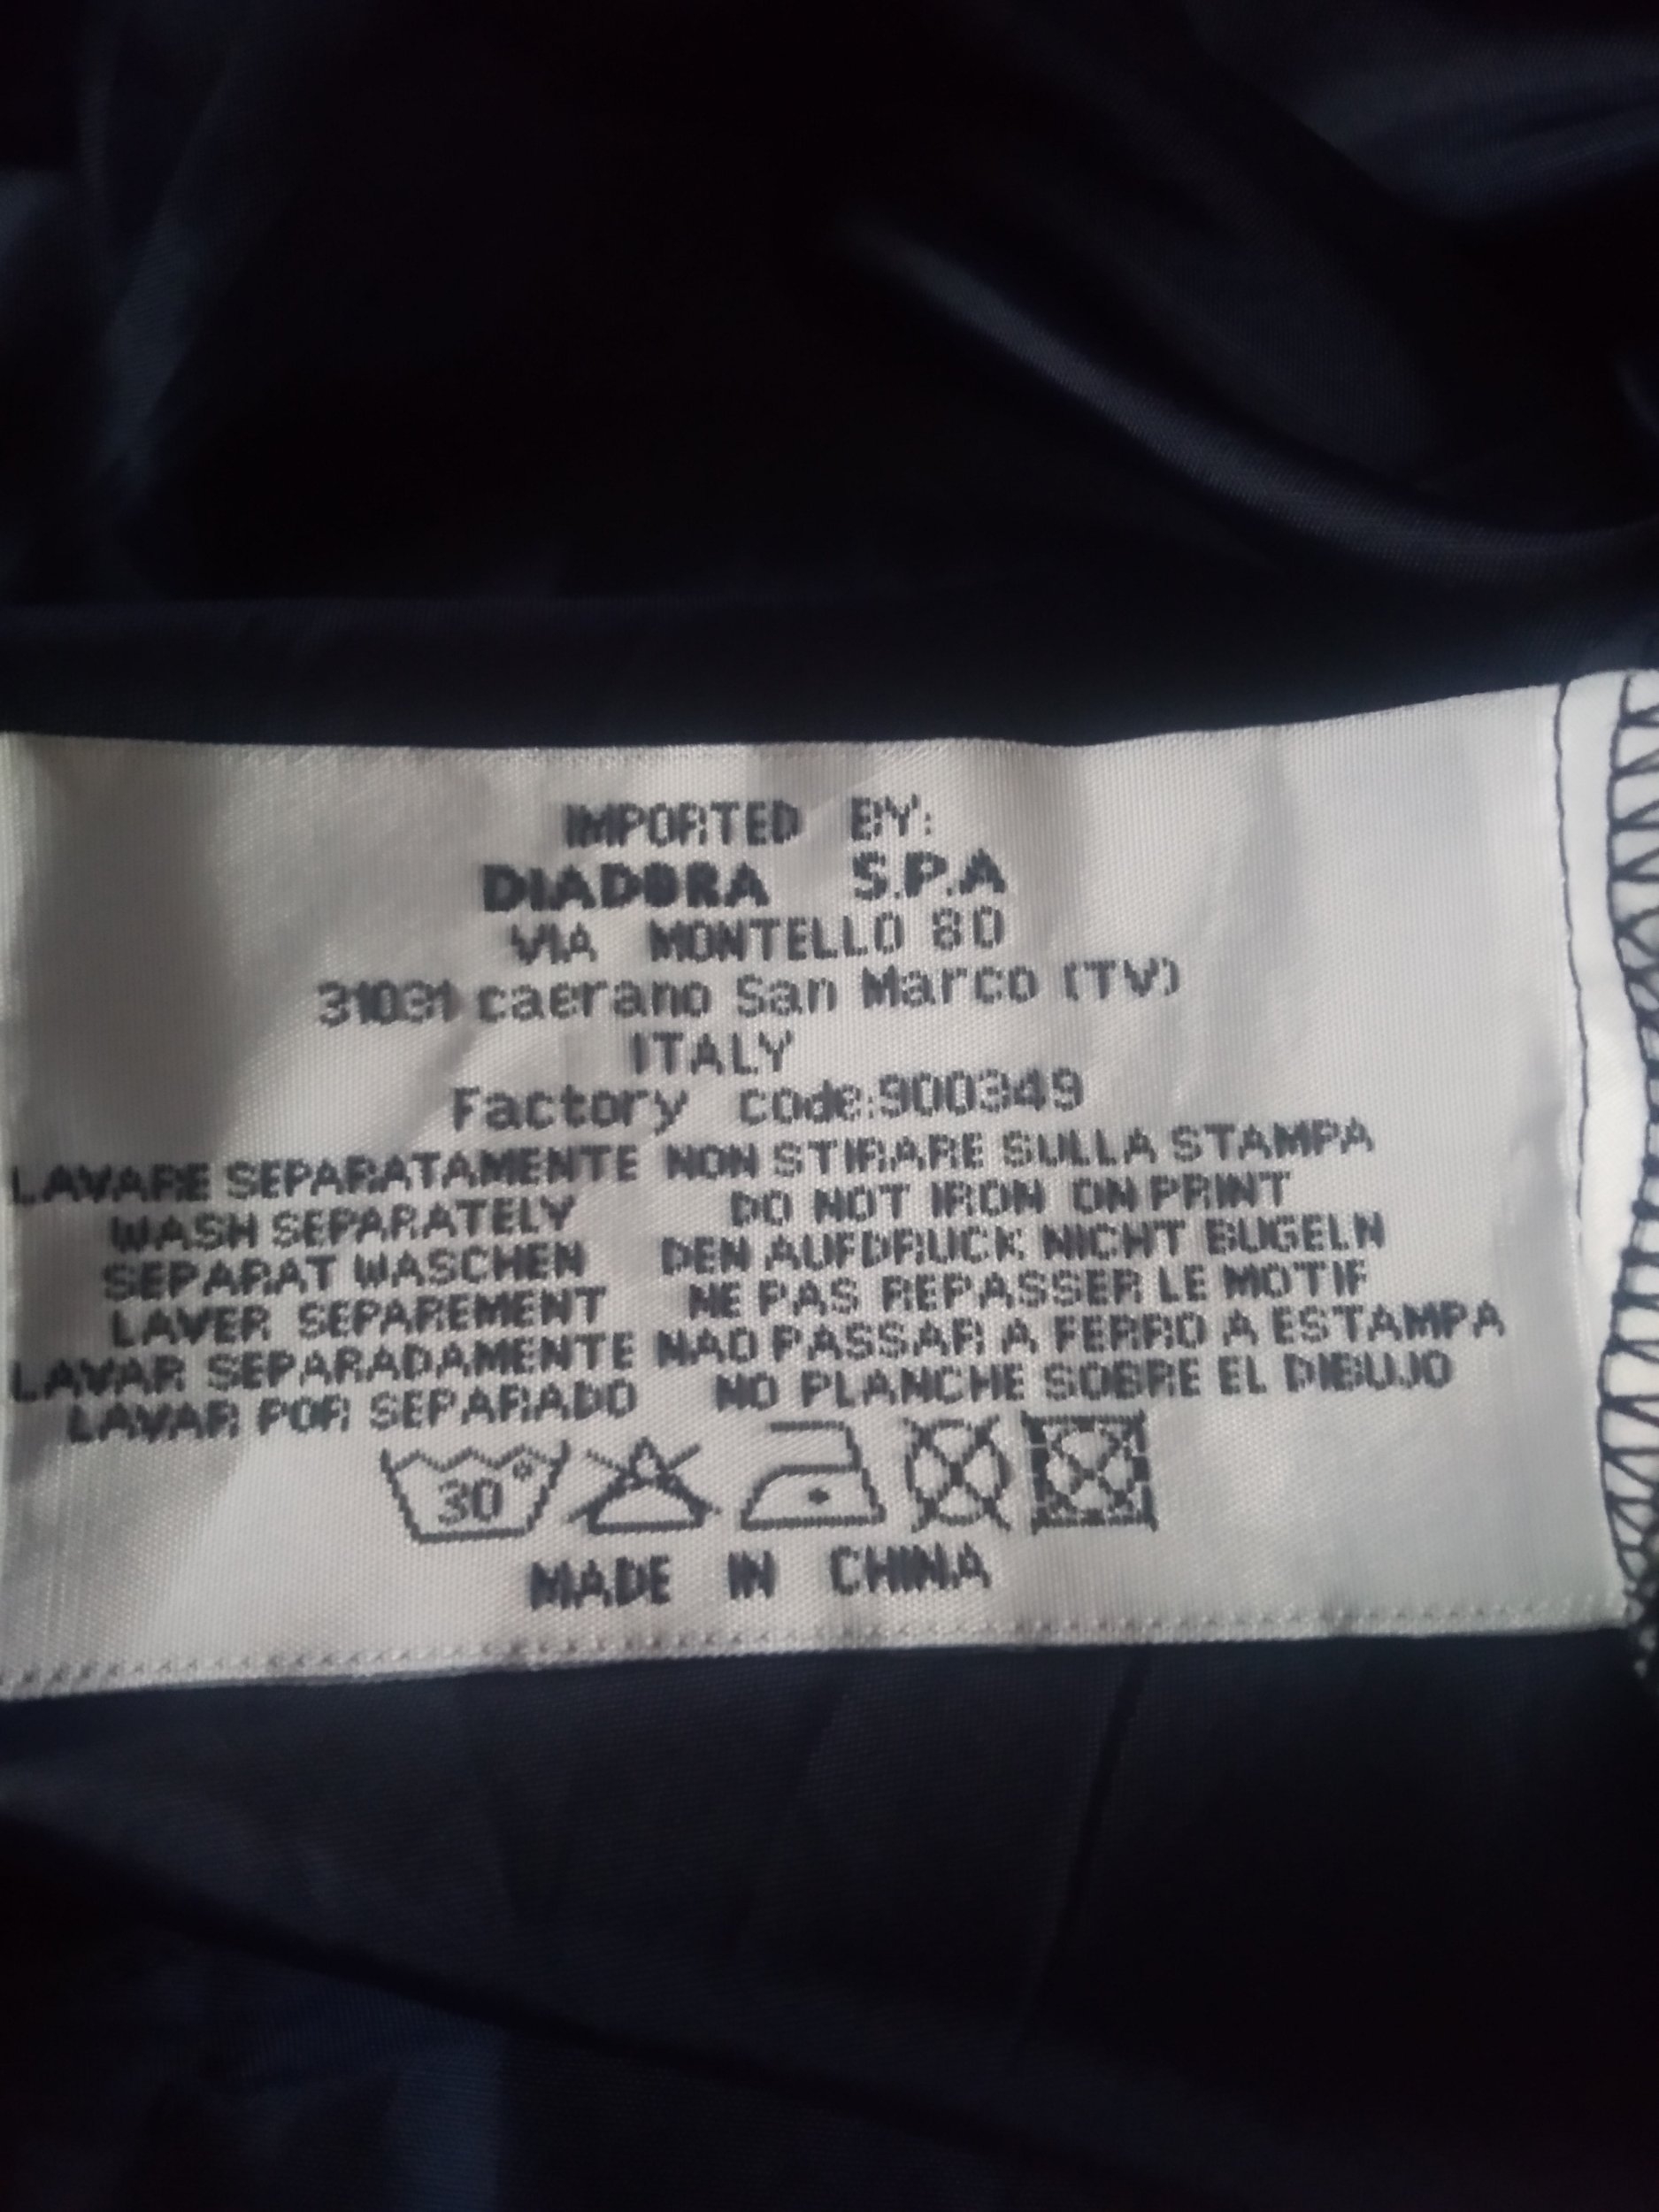 IMPORTED BY:
DIADORA S.P.A
VIA MONTELLO 80
31031 caerano San Marco (TV)
ITALY
Factory code:900349
LAVARE SEPARATAMENTE NON STIRARE SULLA STAMPA
WASH SEPARATELY DO NOT IRON ON PRINT
SEPARAT WASCHEN DEN AUFDRUCK NICHT BUGELN
LAVER SEPAREMENT NE PAS REPASSER LE MOTIF
LAVAR SEPARADAMENTE NAO PASSAR A FERRO A ESTAMPA
LAVAR POR SEPARADO NO PLANCHE SOBRE EL DIBUJO
30°
MADE IN CHINA